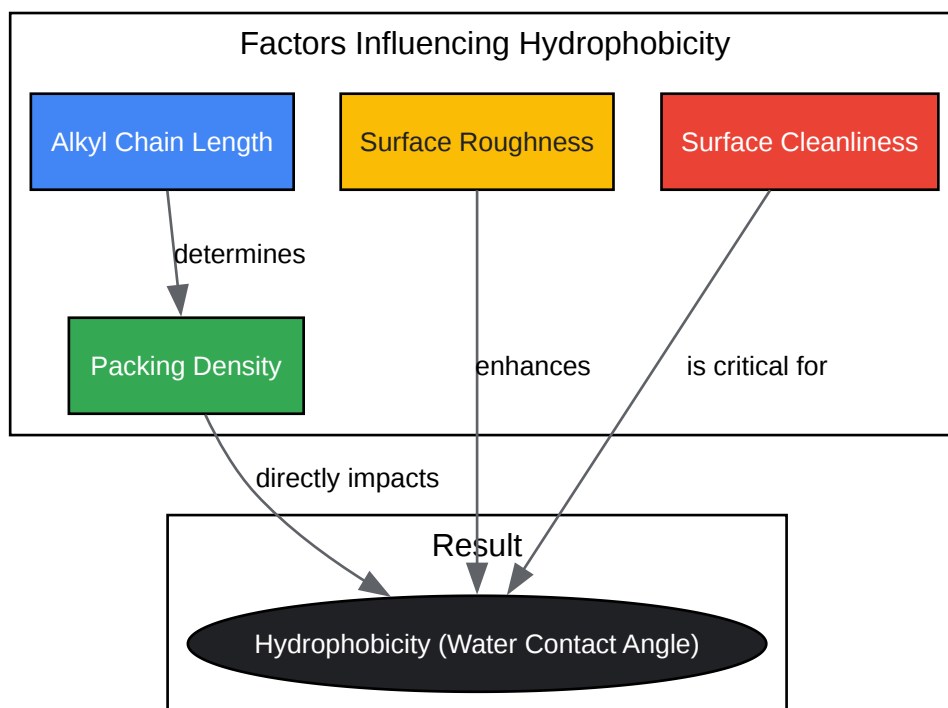 Factors Influencing Hydrophobicity
Alkyl Chain Length
Surface Roughness
Surface Cleanliness
determines
Packing Density
enhances
is critical for
directly impacts
Result
Hydrophobicity (Water Contact Angle)